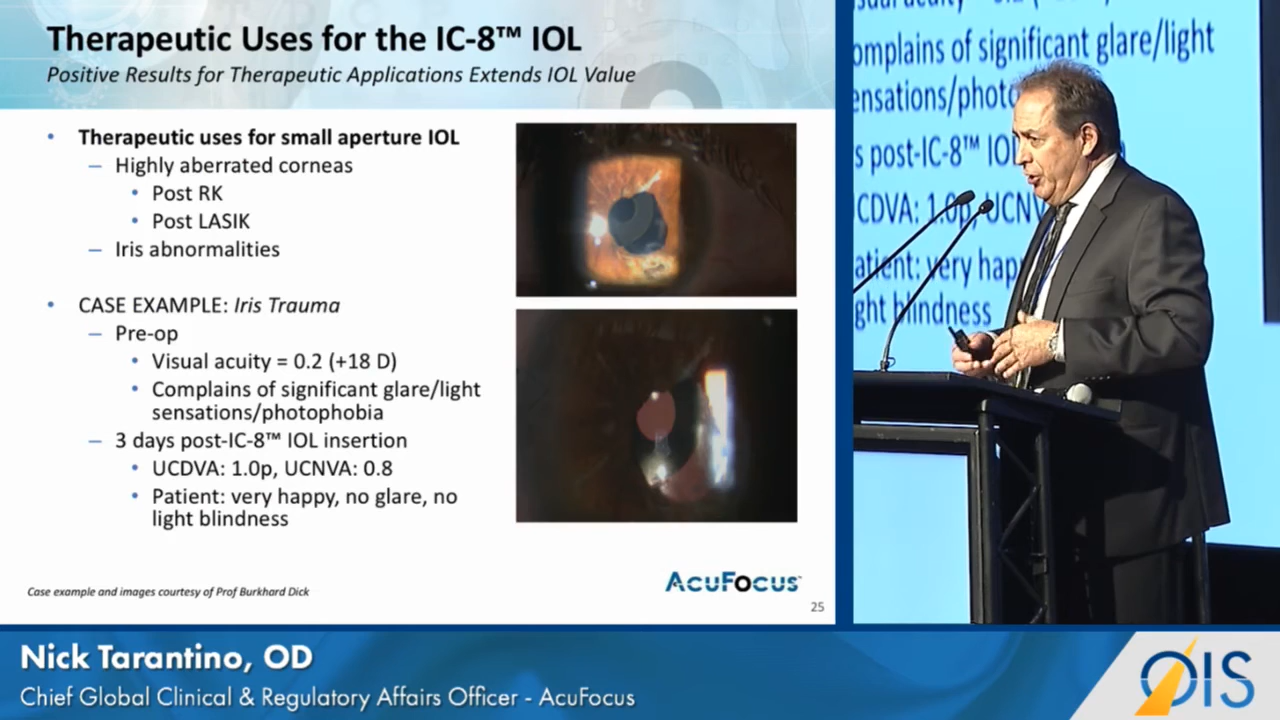 Therapeutic Uses for the IC-8™ IOL
Positive Results for Therapeutic Applications Extends IOL Value
• Therapeutic uses for small aperture IOL
– Highly aberrated corneas
• Post RK
• Post LASIK
– Iris abnormalities
• CASE EXAMPLE: Iris Trauma
– Pre-op
• Visual acuity = 0.2 (+18 D)
• Complains of significant glare/light
sensations/photophobia
– 3 days post-IC-8™ IOL insertion
• UCDVA: 1.0p, UCNVA: 0.8
• Patient: very happy, no glare, no
light blindness
Case example and images courtesy of Prof Burkhard Dick
AcuFocus™
25
omplains of significant glare/light
ensations/photo
s post-IC-8™ IOL
CDVA: 1.0p, UCNV
atient: very hap
ght blindness
Nick Tarantino, OD
Chief Global Clinical & Regulatory Affairs Officer - AcuFocus
OIS